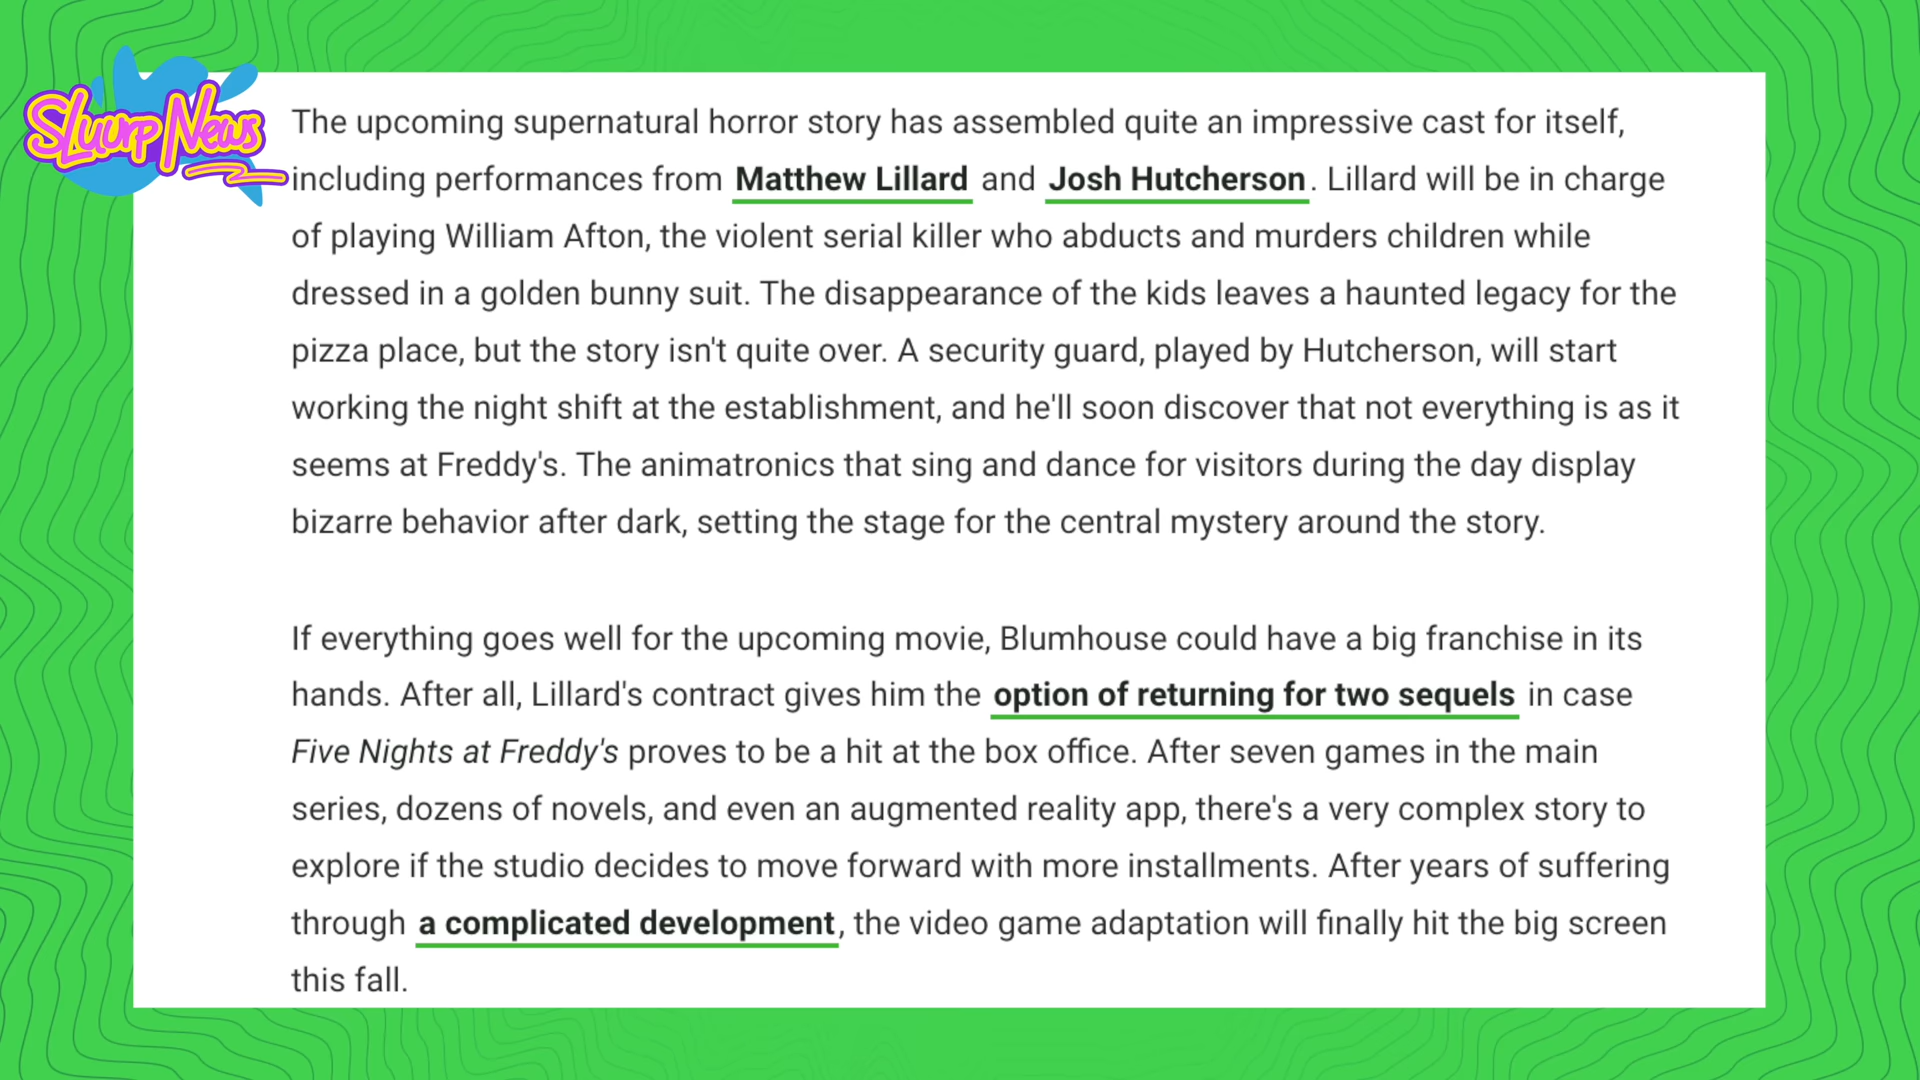 Sluurp News
The upcoming supernatural horror story has assembled quite an impressive cast for itself,
including performances from Matthew Lillard and Josh Hutcherson. Lillard will be in charge
of playing William Afton, the violent serial killer who abducts and murders children while
dressed in a golden bunny suit. The disappearance of the kids leaves a haunted legacy for the
pizza place, but the story isn't quite over. A security guard, played by Hutcherson, will start
working the night shift at the establishment, and he'll soon discover that not everything is as it
seems at Freddy's. The animatronics that sing and dance for visitors during the day display
bizarre behavior after dark, setting the stage for the central mystery around the story.
If everything goes well for the upcoming movie, Blumhouse could have a big franchise in its
hands. After all, Lillard's contract gives him the option of returning for two sequels in case
Five Nights at Freddy's proves to be a hit at the box office. After seven games in the main
series, dozens of novels, and even an augmented reality app, there's a very complex story to
explore if the studio decides to move forward with more installments. After years of suffering
through a complicated development, the video game adaptation will finally hit the big screen
this fall.